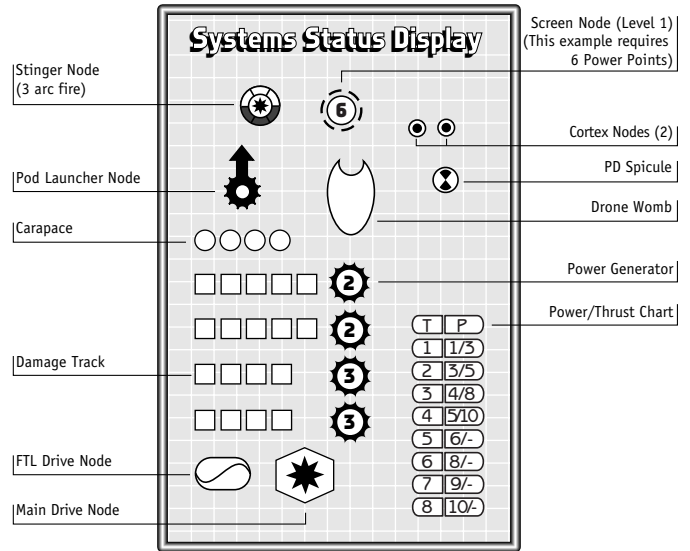 Systems Status Display
Stinger Node
(3 arc fire)
Pod Launcher Node
Carapace
Damage Track
FTL Drive Node
Main Drive Node
Screen Node (Level 1)
(This example requires
6 Power Points)
Cortex Nodes (2)
PD Spicule
Drone Womb
Power Generator
Power/Thrust Chart
6
2
2
3
3
T P
1 1/3
2 3/5
3 4/8
4 5/10
5 6/-
6 8/-
7 9/-
8 10/-